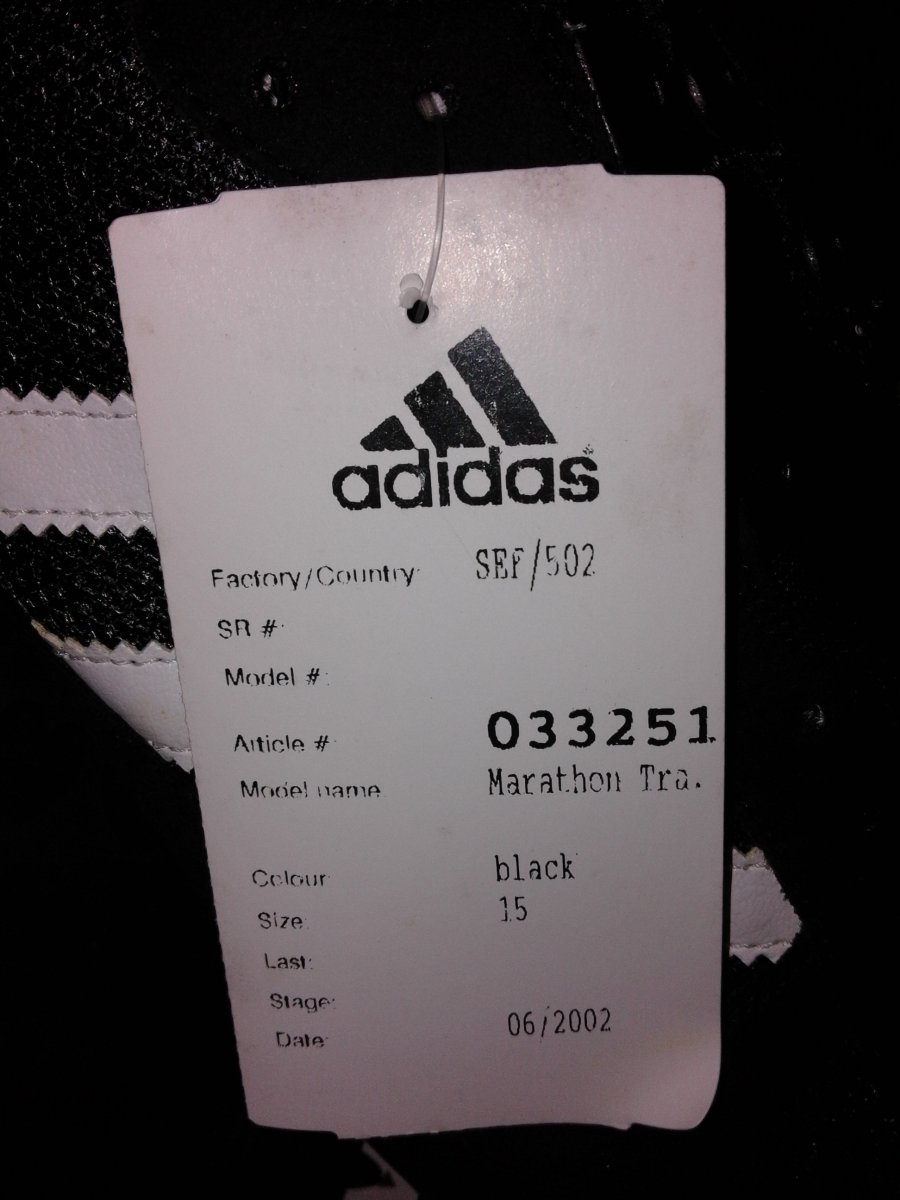 adidas
Factory/Country: SEF/502
SR #:
Model #:
Article # 033251
Model name Marathon Tra.
Colour black
Size: 15
Last:
Stage:
Date: 06/2002